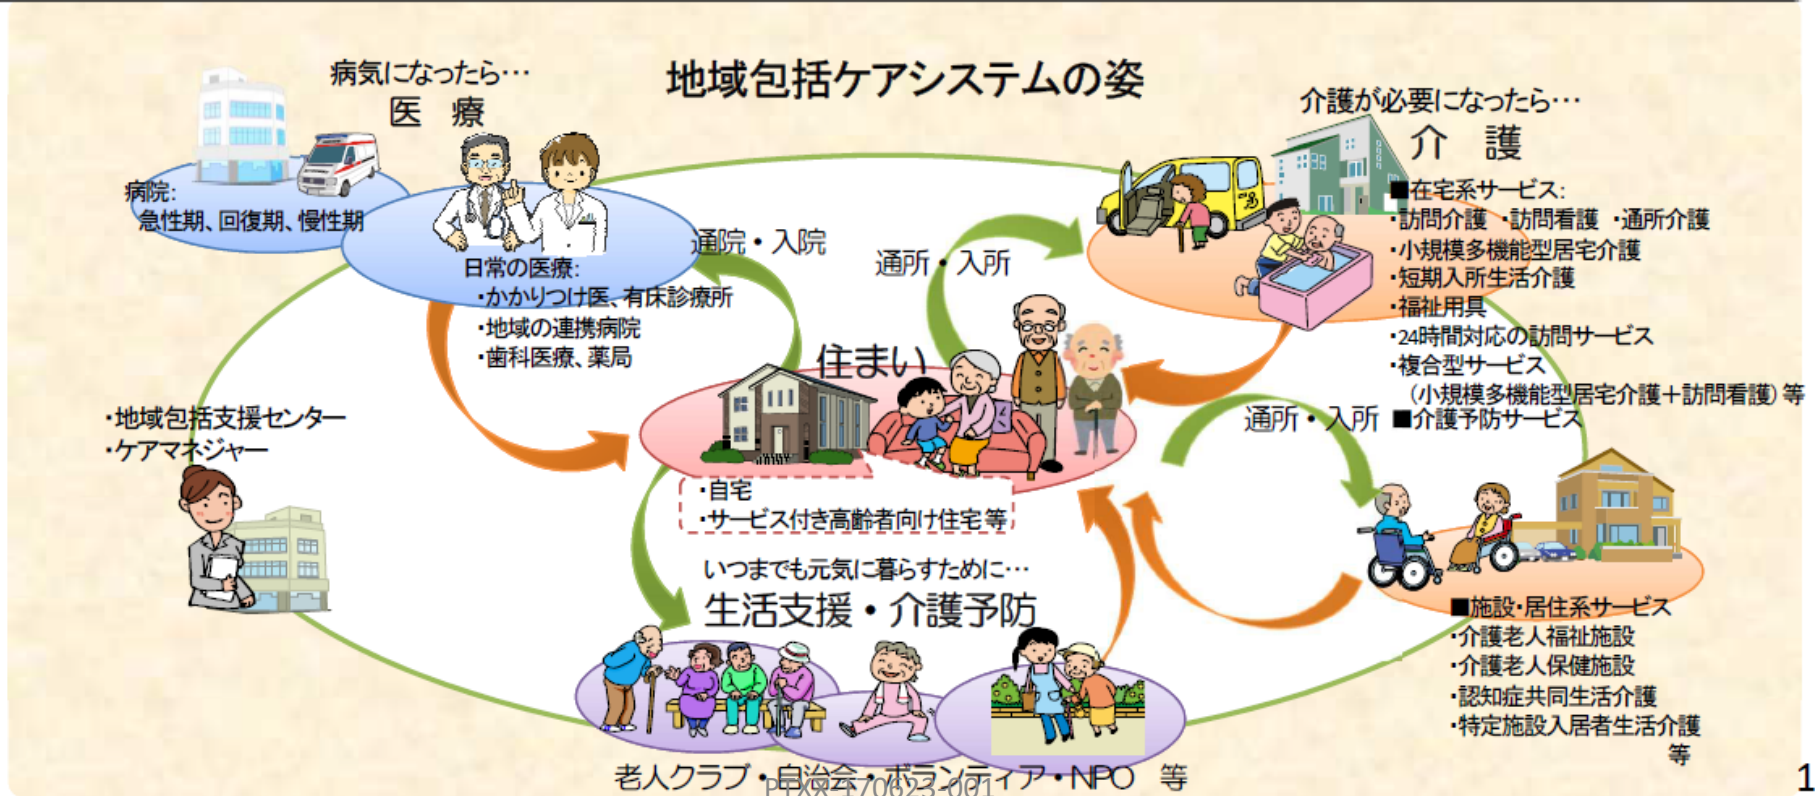 地域包括ケアシステムの姿
病気になったら…
医 療
病院:
急性期、回復期、慢性期
日常の医療:
・かかりつけ医、有床診療所
・地域の連携病院
・歯科医療、薬局
通院・入院
通所・入所
介護が必要になったら…
介 護
■在宅系サービス:
・訪問介護 ・訪問看護 ・通所介護
・小規模多機能型居宅介護
・短期入所生活介護
・福祉用具
・24時間対応の訪問サービス
・複合型サービス
(小規模多機能型居宅介護+訪問看護)等
■介護予防サービス
通所・入所
住まい
・自宅
・サービス付き高齢者向け住宅等
・地域包括支援センター
・ケアマネジャー
いつまでも元気に暮らすために…
生活支援・介護予防
■施設・居住系サービス
・介護老人福祉施設
・介護老人保健施設
・認知症共同生活介護
・特定施設入居者生活介護
等
老人クラブ・自治会・ボランティア・NPO 等
PTXX-170623-001
1